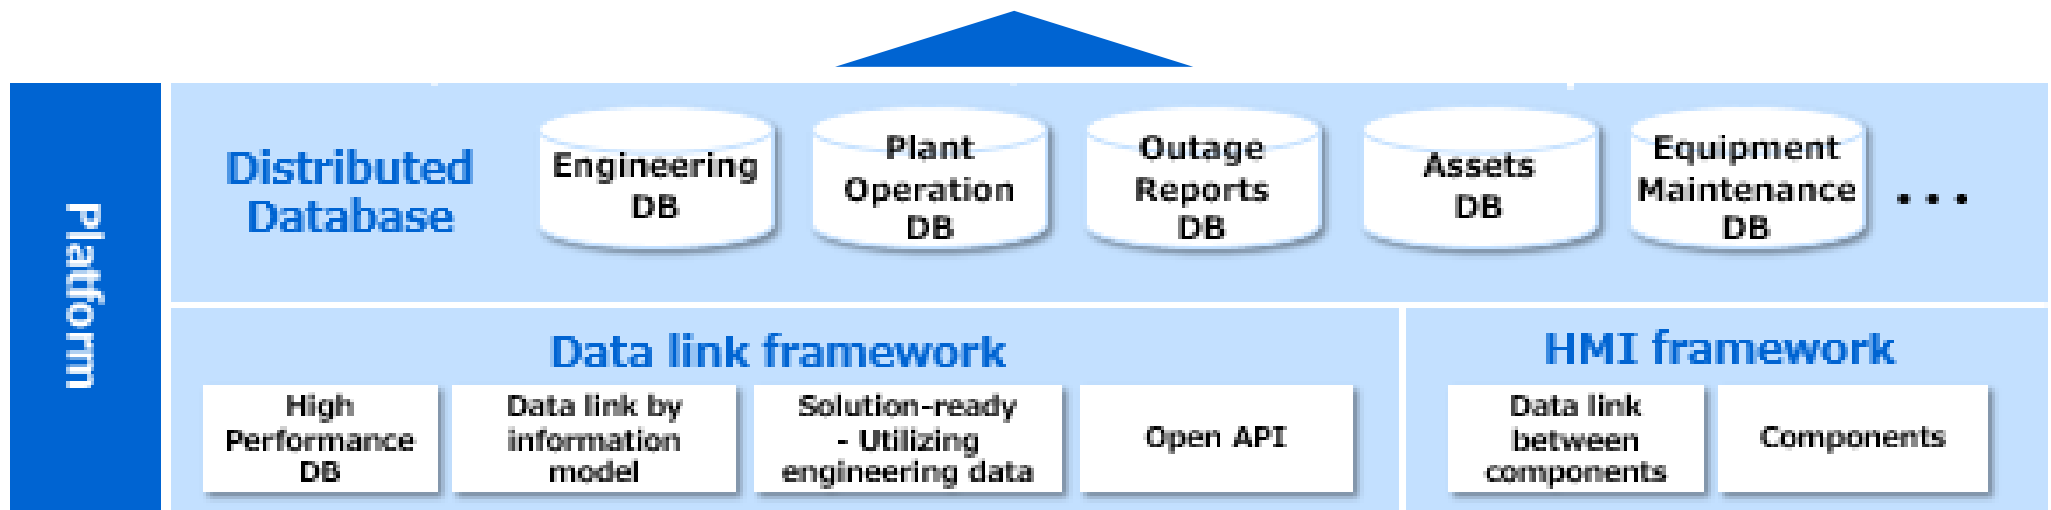 Platform
Distributed
Database
Engineering
DB
Plant
Operation
DB
Outage
Reports
DB
Assets
DB
Equipment
Maintenance
DB
...
Data link framework
High
Performance
DB
Data link by
information
model
Solution-ready
- Utilizing
engineering data
Open API
HMI framework
Data link
between
components
Components